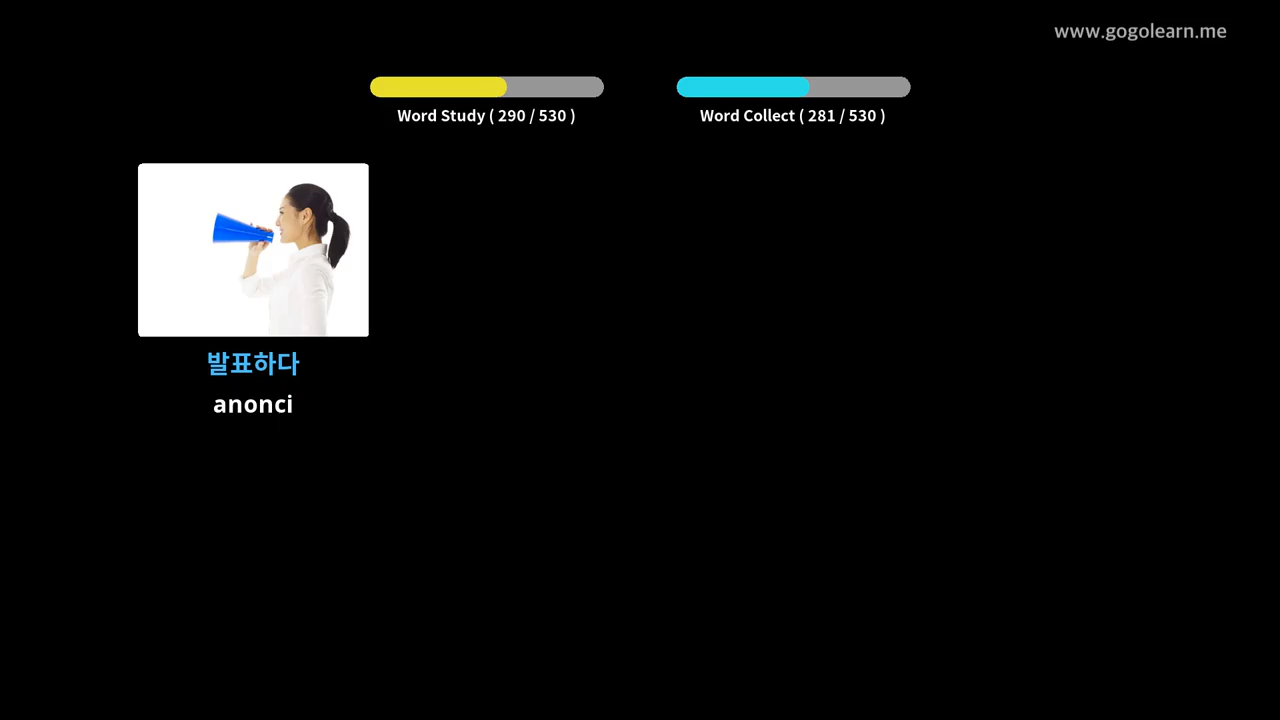 www.gogolearn.me
Word Study ( 290 / 530 )
Word Collect ( 281 / 530 )
발표하다
anonci